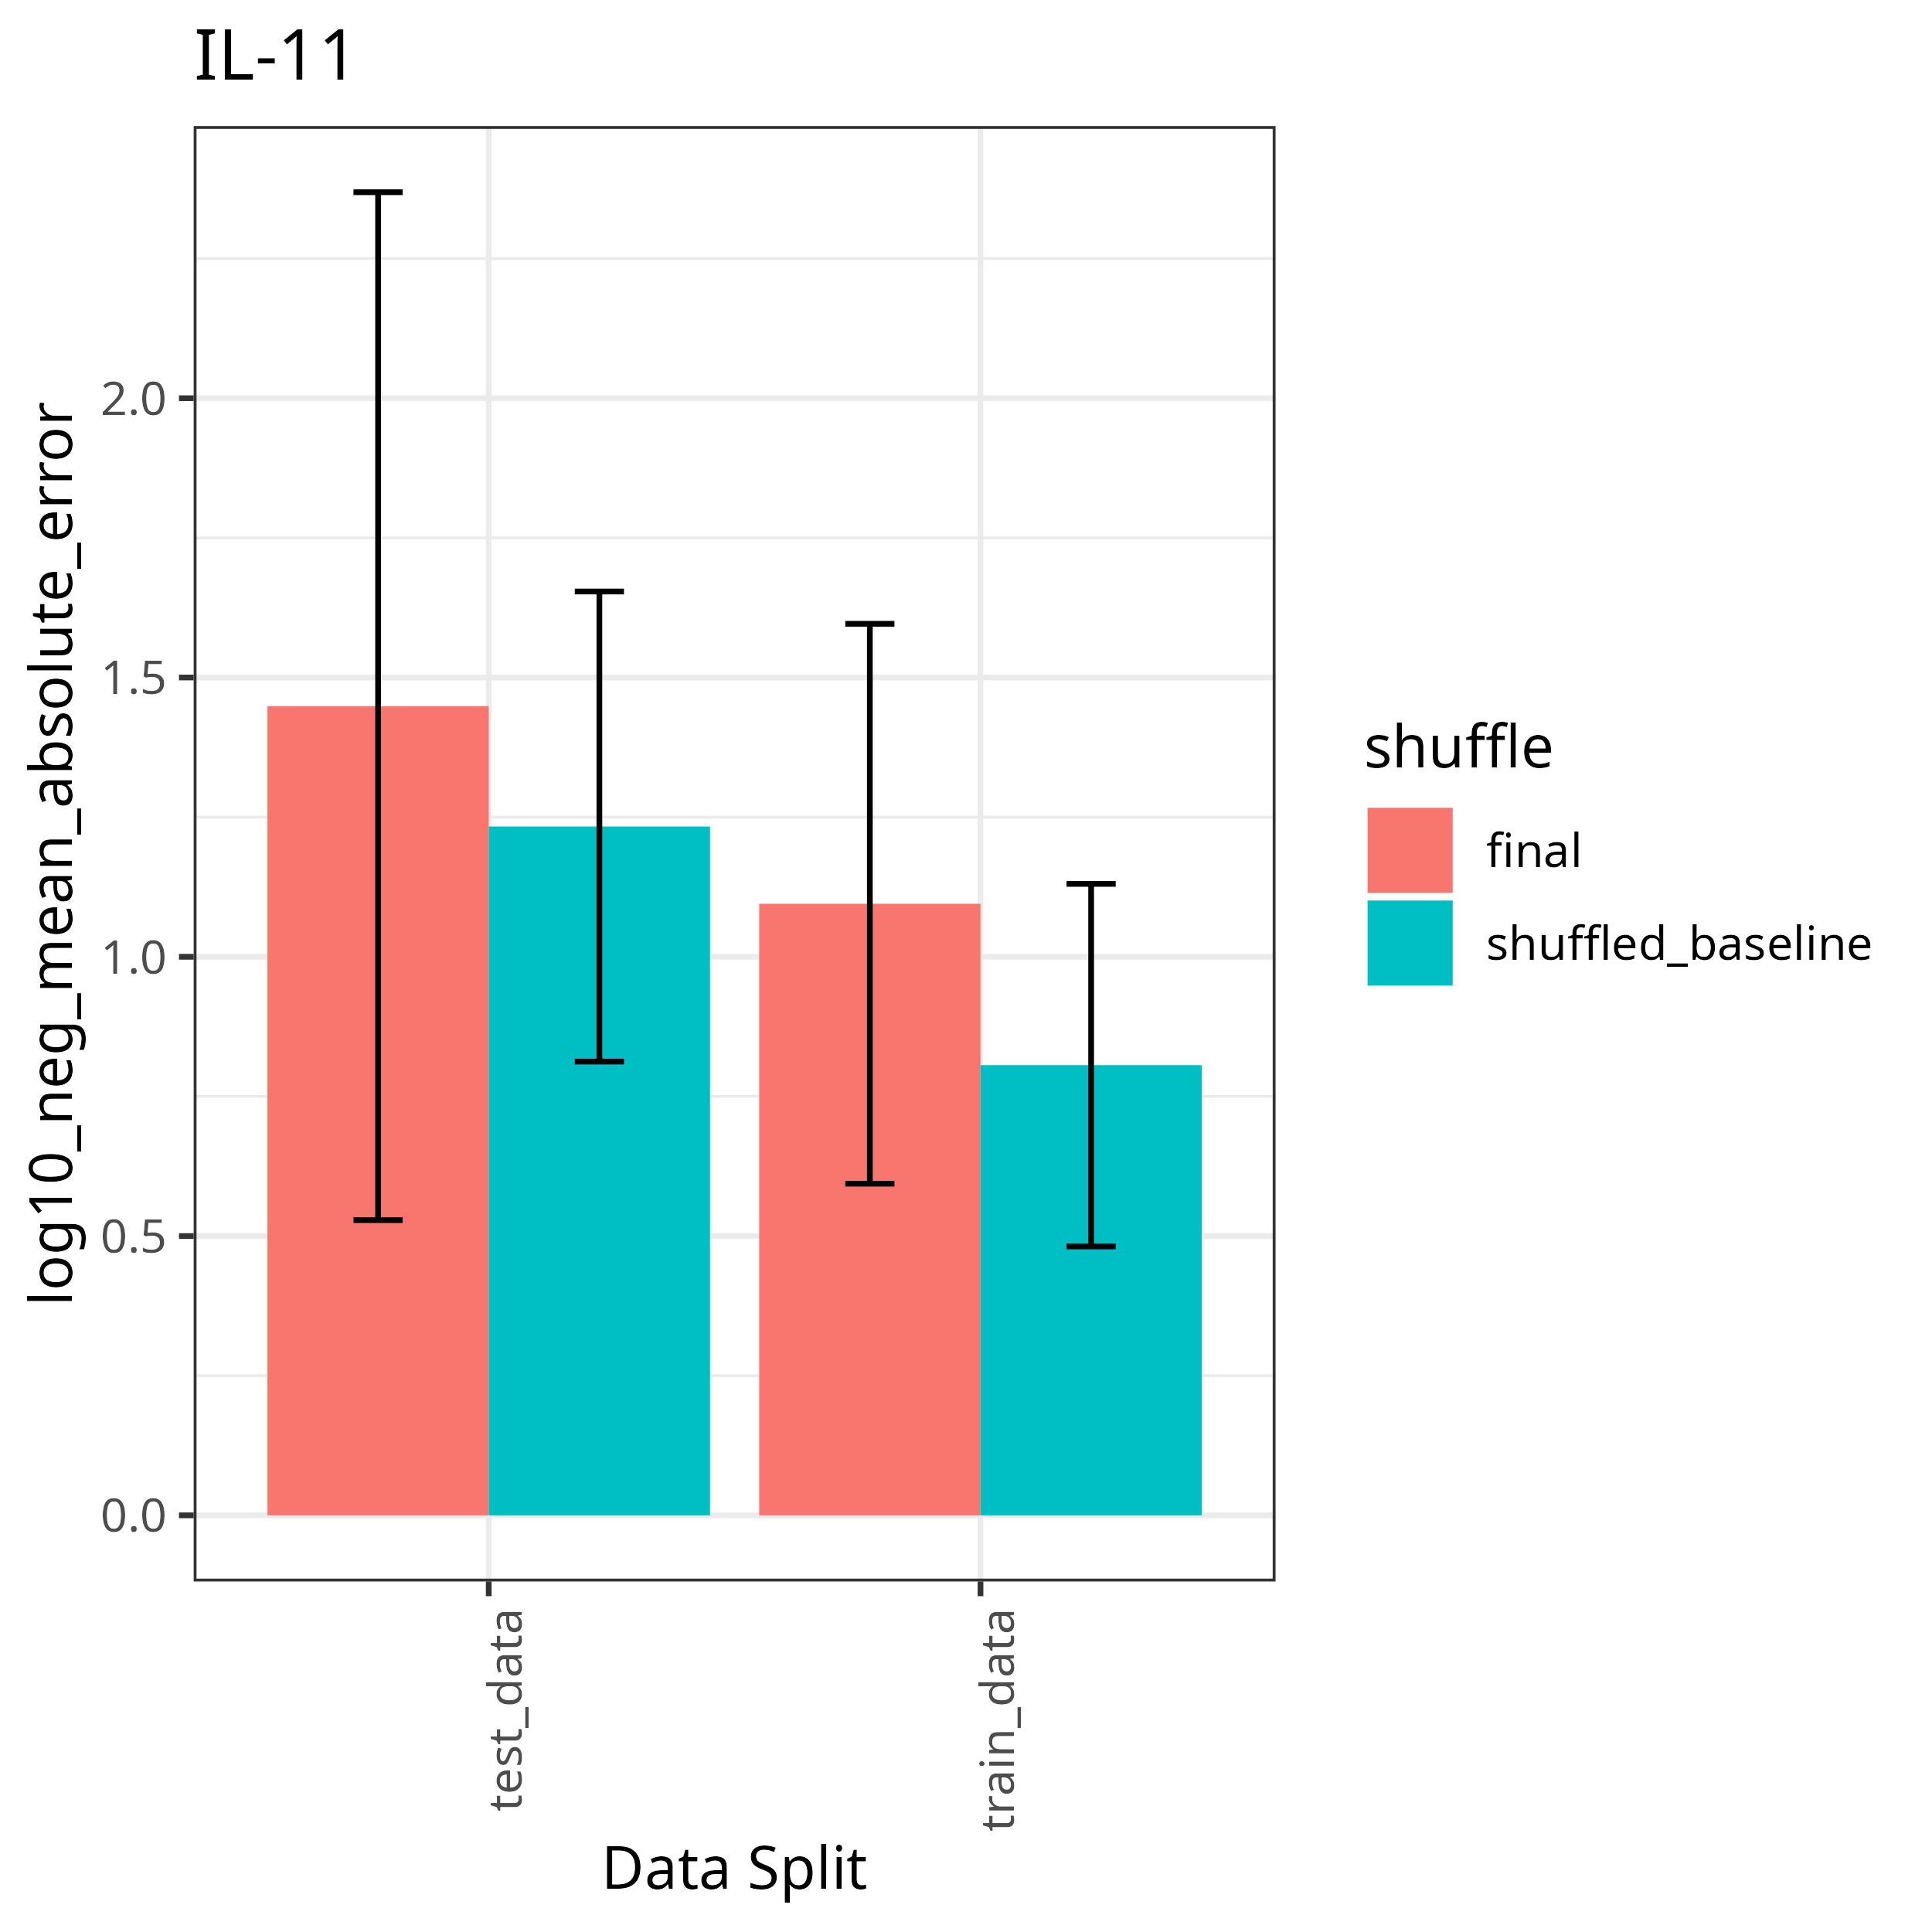 IL-11
log10_neg_mean_absolute_error
2.0
1.5
1.0
0.5
0.0
test_data
train_data
Data Split
shuffle
final
shuffled_baseline